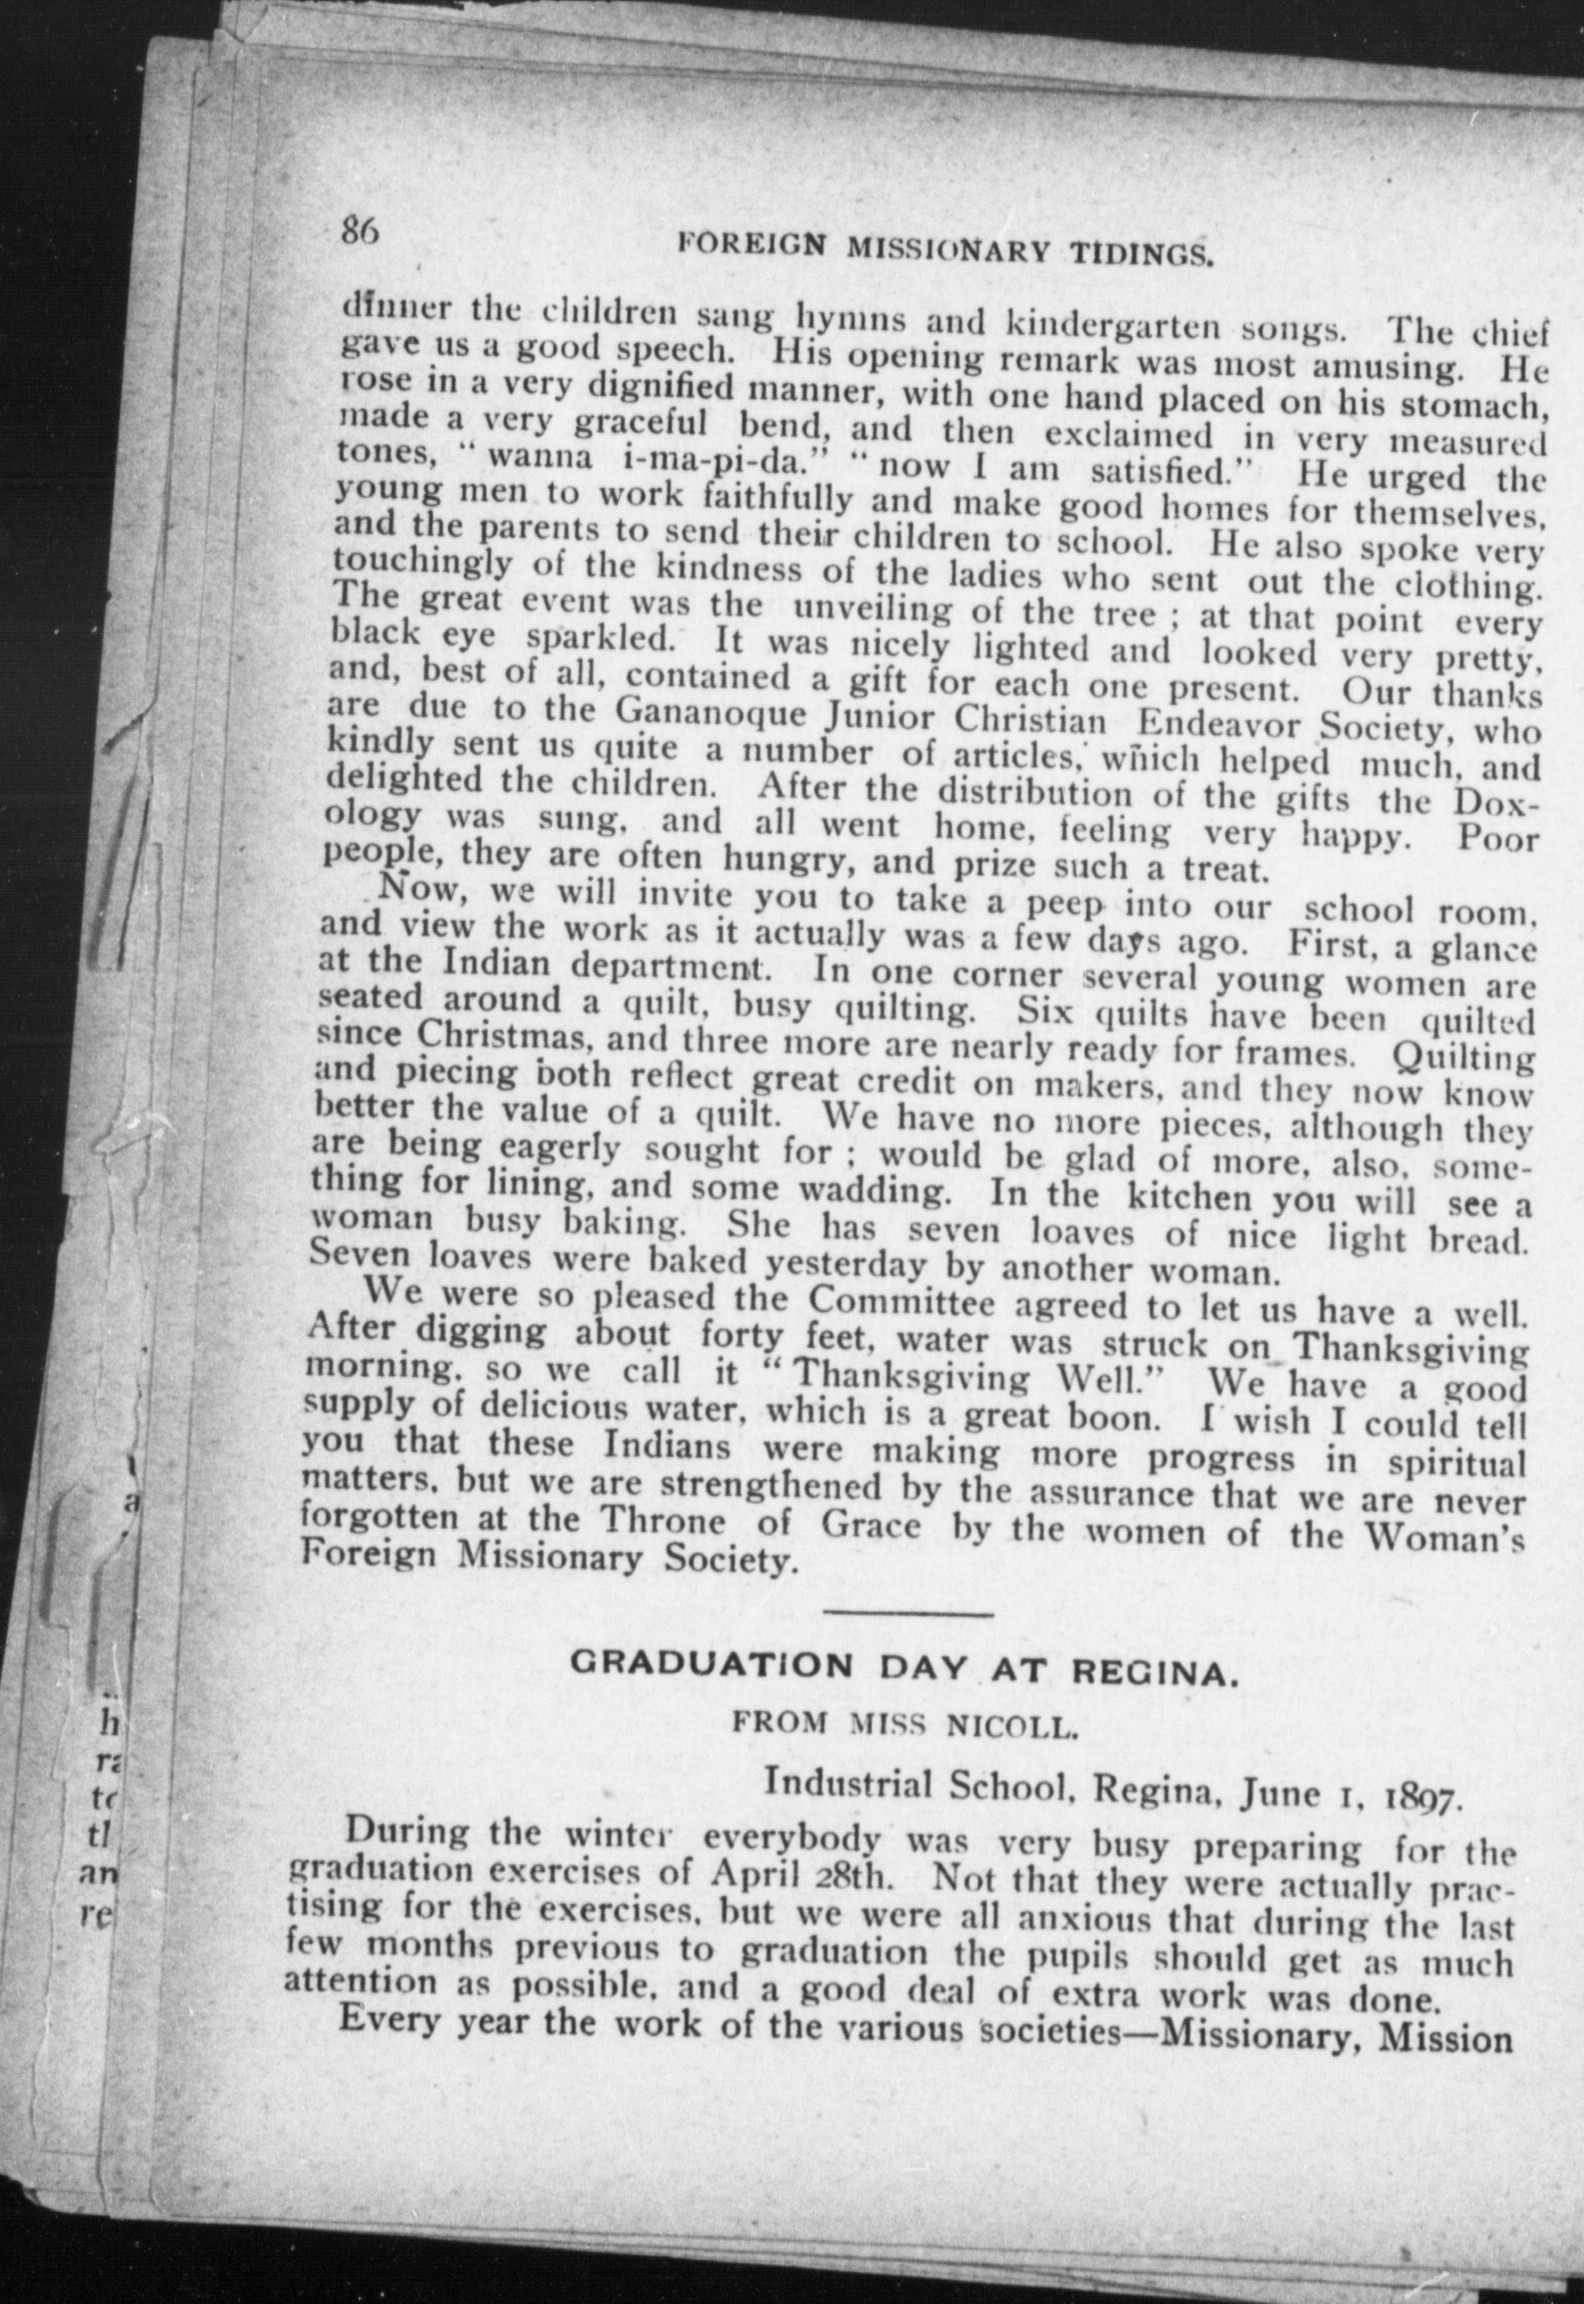 86
FOREIGN MISSIONARY TIDINGS.
dinner the children sang hymns and kindergarten songs. The chief
gave us a good speech. His opening remark was most amusing. He
rose in a very dignified manner, with one hand placed on his stomach,
made a very graceful bend, and then exclaimed in very measured
tones, "wanna i-ma-pi-da." "now I am satisfied." He urged the
young men to work faithfully and make good homes for themselves,
and the parents to send their children to school. He also spoke very
touchingly of the kindness of the ladies who sent out the clothing.
The great event was the unveiling of the tree ; at that point every
black eye sparkled. It was nicely lighted and looked very pretty,
and, best of all, contained a gift for each one present. Our thanks
are due to the Gananoque Junior Christian Endeavor Society, who
kindly sent us quite a number of articles, which helped much, and
delighted the children. After the distribution of the gifts the Dox-
ology was sung, and all went home, feeling very happy. Poor
people, they are often hungry, and prize such a treat.
Now, we will invite you to take a peep into our school room,
and view the work as it actually was a few days ago. First, a glance
at the Indian department. In one corner several young women are
seated around a quilt, busy quilting. Six quilts have been quilted
since Christmas, and three more are nearly ready for frames. Quilting
and piecing both reflect great credit on makers, and they now know
better the value of a quilt. We have no more pieces, although they
are being eagerly sought for ; would be glad of more, also, some-
thing for lining, and some wadding. In the kitchen you will see a
woman busy baking. She has seven loaves of nice light bread.
Seven loaves were baked yesterday by another woman.
We were so pleased the Committee agreed to let us have a well.
After digging about forty feet, water was struck on Thanksgiving
morning, so we call it "Thanksgiving Well." We have a good
supply of delicious water, which is a great boon. I wish I could tell
you that these Indians were making more progress in spiritual
matters, but we are strengthened by the assurance that we are never
forgotten at the Throne of Grace by the women of the Woman's
Foreign Missionary Society.
GRADUATION DAY AT REGINA.
FROM MISS NICOLL.
Industrial School, Regina, June 1, 1897.
During the winter everybody was very busy preparing for the
graduation exercises of April 28th. Not that they were actually prac-
tising for the exercises, but we were all anxious that during the last
few months previous to graduation the pupils should get as much
attention as possible, and a good deal of extra work was done.
Every year the work of the various societies—Missionary, Mission